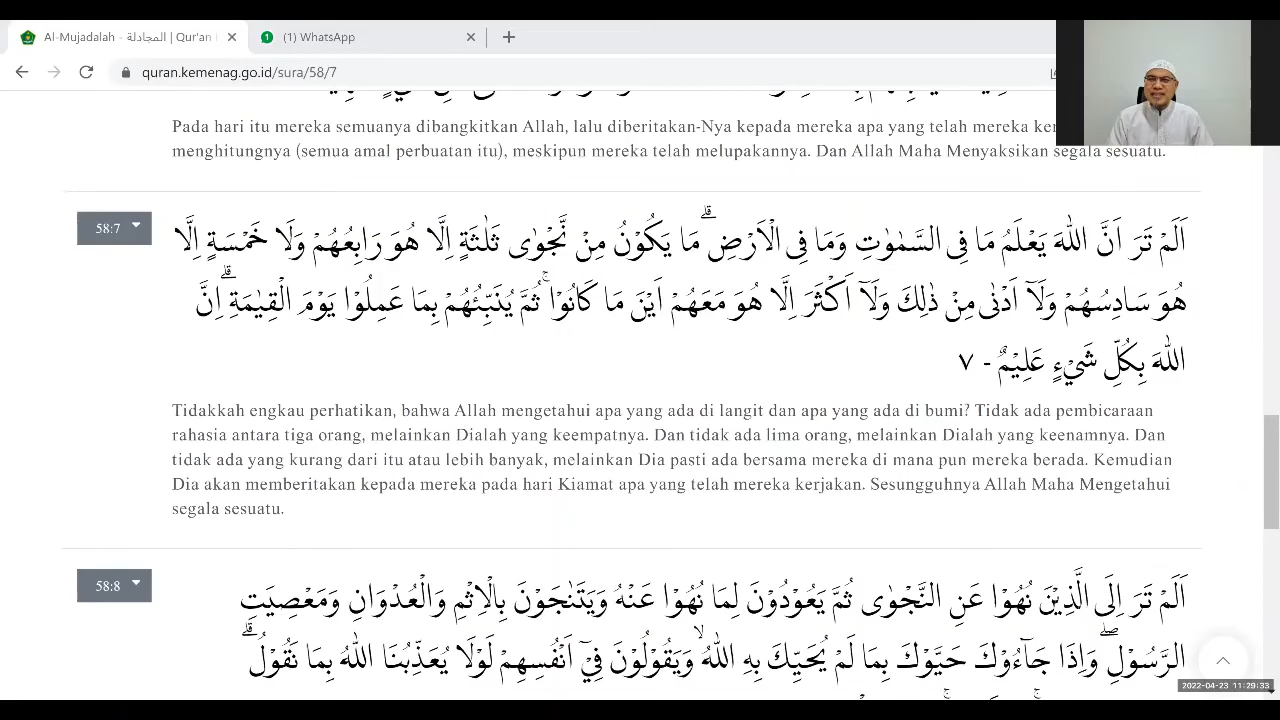 Al-Mujadalah - المجادلة | Qur'an
(1) WhatsApp
quran.kemenag.go.id/sura/58/7
Pada hari itu mereka semuanya dibangkitkan Allah, lalu diberitakan-Nya kepada mereka apa yang telah mereka
menghitungnya (semua amal perbuatan itu), meskipun mereka telah melupakannya. Dan Allah Maha Menyaksikan segala sesuatu.
58:7
اَلَمْ تَرَ اَنَّ اللّٰهَ يَعْلَمُ مَا فِى السَّمٰوٰتِ وَمَا فِى الْاَرْضِۗ مَا يَكُوْنُ مِنْ نَّجْوٰى ثَلٰثَةٍ اِلَّا هُوَ رَابِعُهُمْ وَلَا خَمْسَةٍ اِلَّا
هُوَ سَادِسُهُمْ وَلَآ اَدْنٰى مِنْ ذٰلِكَ وَلَآ اَكْثَرَ اِلَّا هُوَ مَعَهُمْ اَيْنَ مَا كَانُوْاۚ ثُمَّ يُنَبِّئُهُمْ بِمَا عَمِلُوْا يَوْمَ الْقِيٰمَةِۗ اِنَّ
اللّٰهَ بِكُلِّ شَيْءٍ عَلِيْمٌ - ٧
Tidakkah engkau perhatikan, bahwa Allah mengetahui apa yang ada di langit dan apa yang ada di bumi? Tidak ada pembicaraan
rahasia antara tiga orang, melainkan Dialah yang keempatnya. Dan tidak ada lima orang, melainkan Dialah yang keenamnya. Dan
tidak ada yang kurang dari itu atau lebih banyak, melainkan Dia pasti ada bersama mereka di mana pun mereka berada. Kemudian
Dia akan memberitakan kepada mereka pada hari Kiamat apa yang telah mereka kerjakan. Sesungguhnya Allah Maha Mengetahui
segala sesuatu.
58:8
اَلَمْ تَرَ اِلَى الَّذِيْنَ نُهُوْا عَنِ النَّجْوٰى ثُمَّ يَعُوْدُوْنَ لِمَا نُهُوْا عَنْهُ وَيَتَنٰجَوْنَ بِالْاِثْمِ وَالْعُدْوَانِ وَمَعْصِيَتِ
الرَّسُوْلِۖ وَاِذَا جَاۤءُوْكَ حَيَّوْكَ بِمَا لَمْ يُحَيِّكَ بِهِ اللّٰهُ ۙوَيَقُوْلُوْنَ فِيْٓ اَنْفُسِهِمْ لَوْلَا يُعَذِّبُنَا اللّٰهُ بِمَا نَقُوْلُۗ
2022-04-23 11:29:33